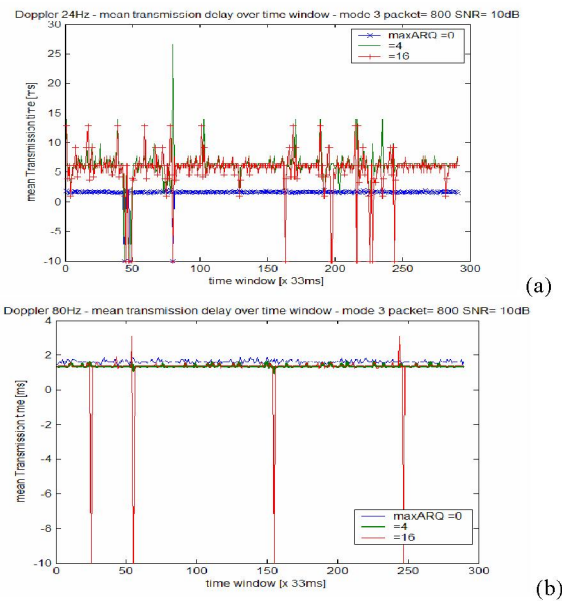 Doppler 24Hz - mean transmission delay over time window - mode 3 packet= 800 SNR= 10dB
30
25
20
15
10
5
0
-5
-10
mean Transmission time [ms]
maxARQ =0
=4
=16
0 50 100 150 200 250 300
time window [x 33ms]
(a)
Doppler 80Hz - mean transmission delay over time window - mode 3 packet= 800 SNR= 10dB
4
2
0
-2
-4
-6
-8
-10
mean Transmission time [ms]
maxARQ =0
=4
=16
0 50 100 150 200 250 300
time window [x 33ms]
(b)